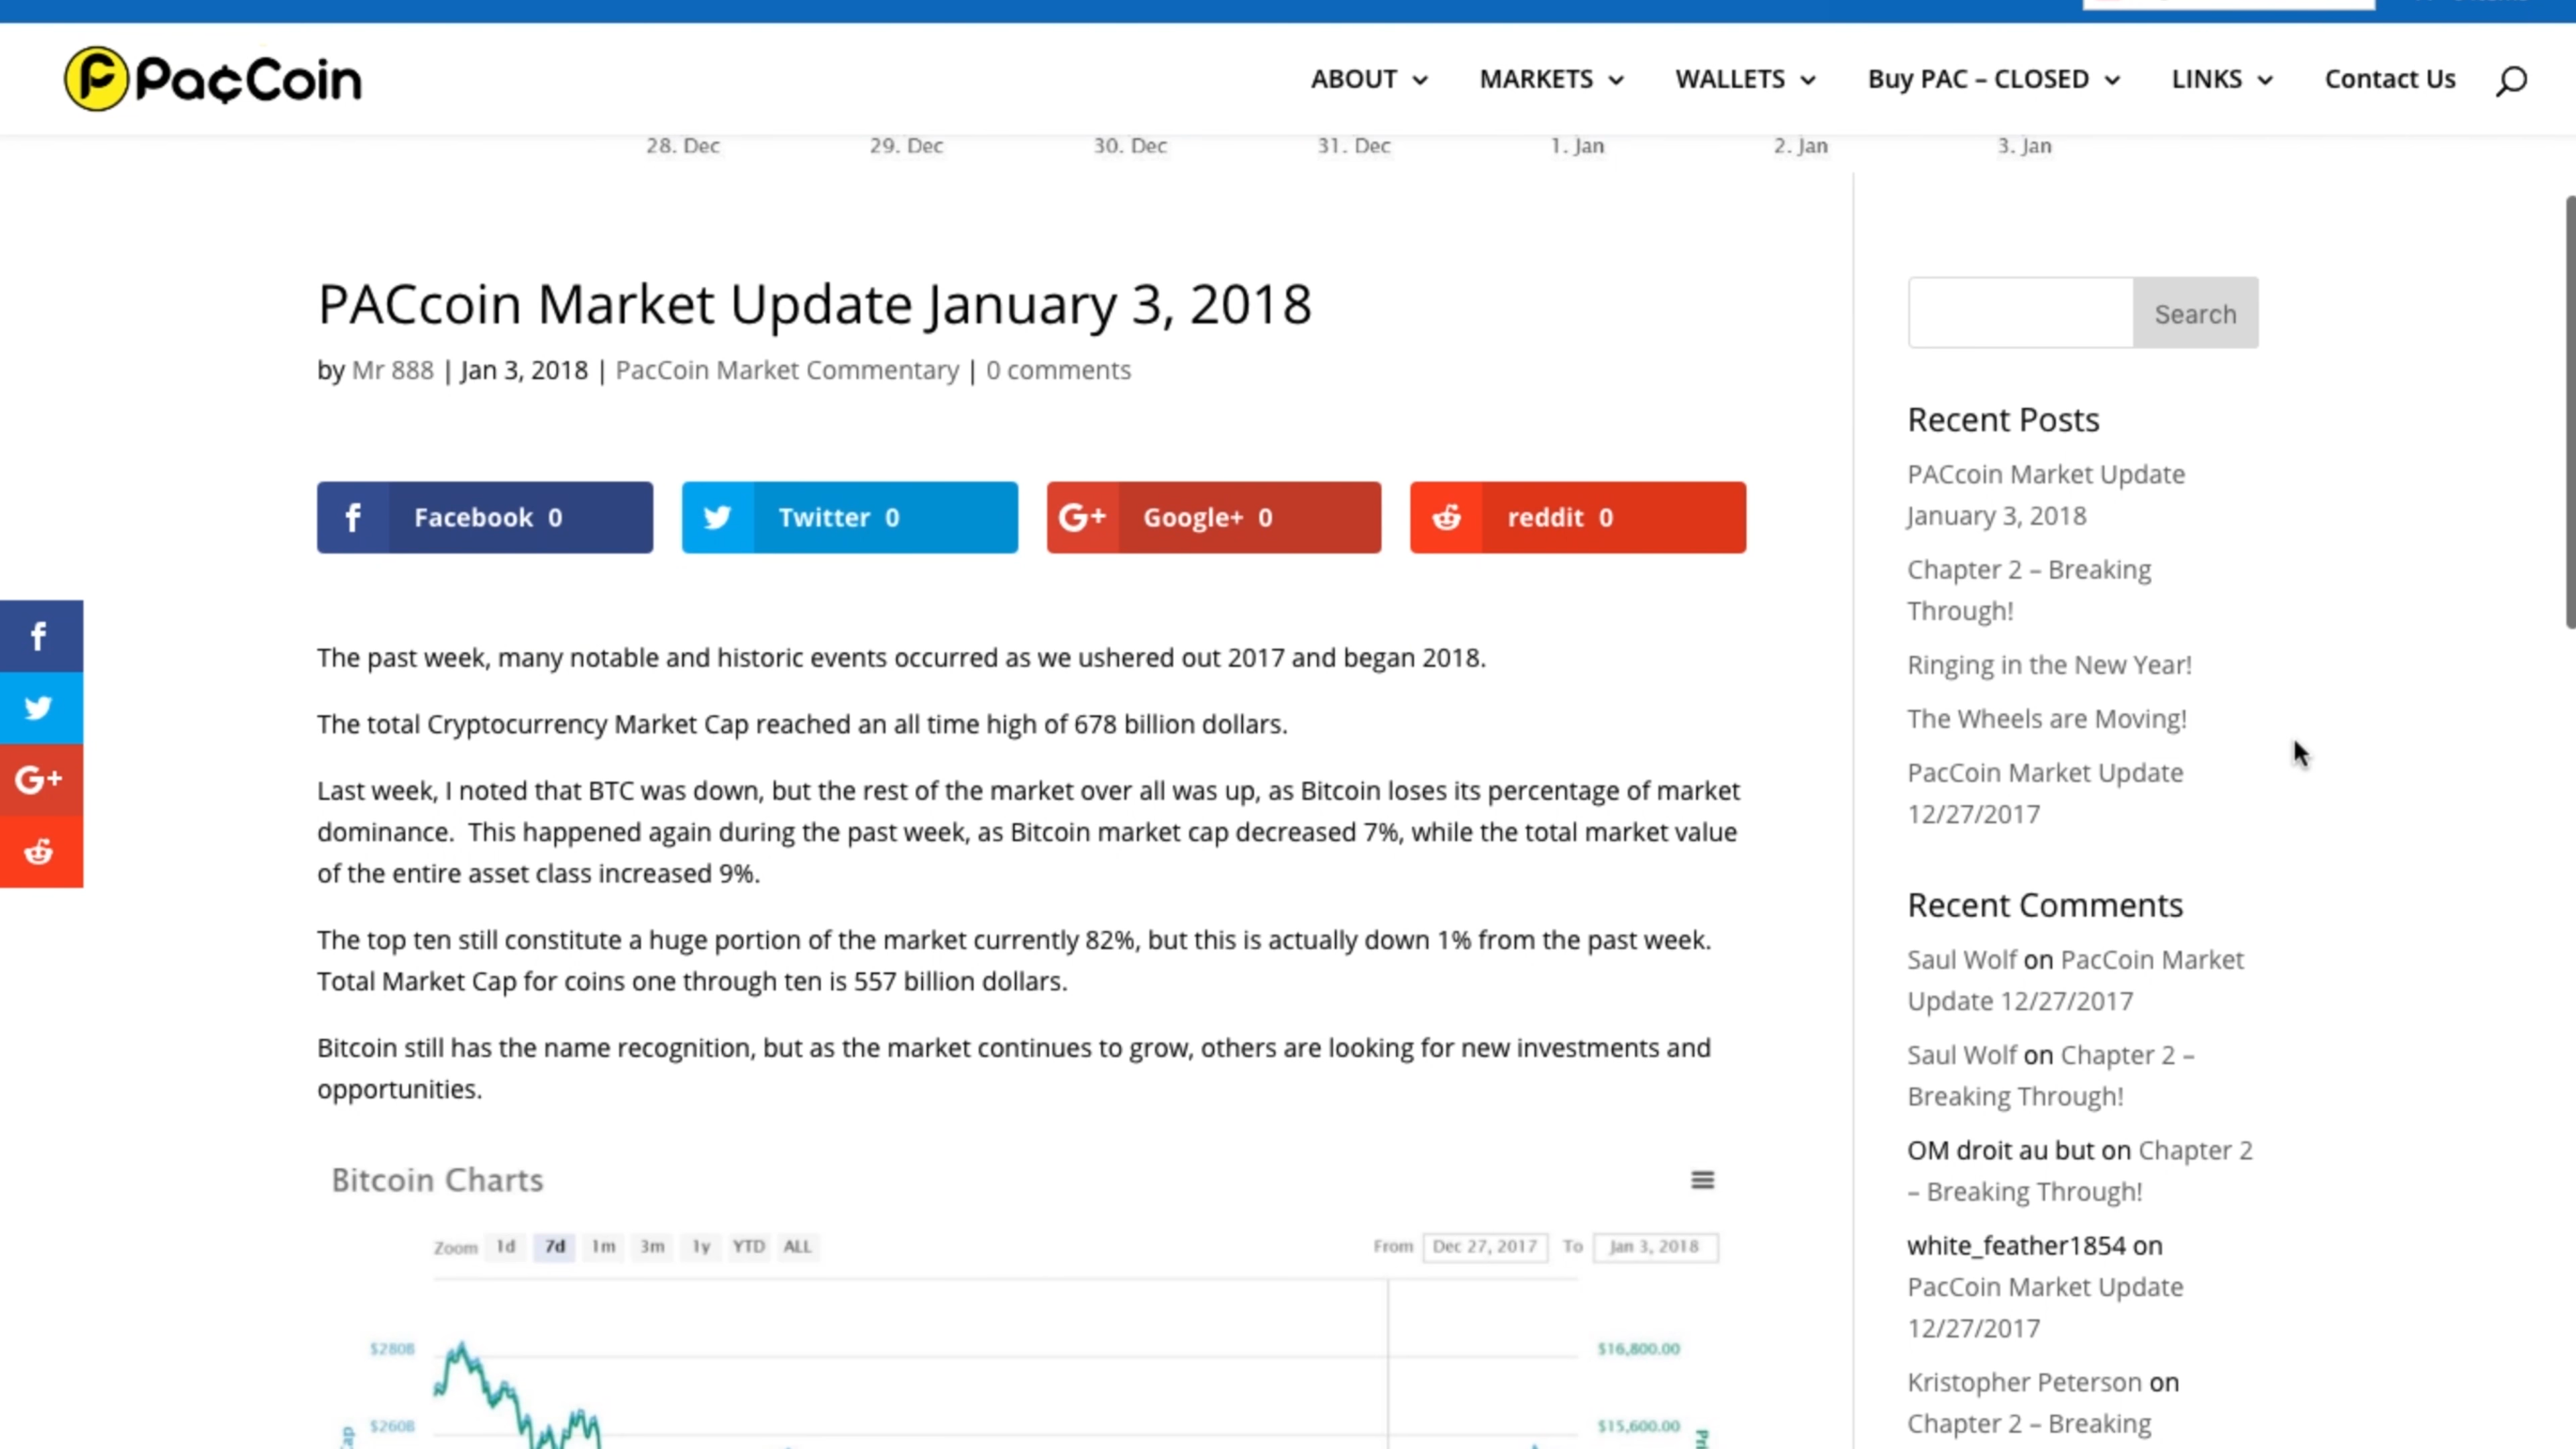 PaȼCoin
ABOUT
MARKETS
WALLETS
Buy PAC – CLOSED
LINKS
Contact Us
28. Dec
29. Dec
30. Dec
31. Dec
1. Jan
2. Jan
3. Jan
PACcoin Market Update January 3, 2018
by Mr 888 | Jan 3, 2018 | PacCoin Market Commentary | 0 comments
Facebook 0
Twitter 0
Google+ 0
reddit 0
The past week, many notable and historic events occurred as we ushered out 2017 and began 2018.
The total Cryptocurrency Market Cap reached an all time high of 678 billion dollars.
Last week, I noted that BTC was down, but the rest of the market over all was up, as Bitcoin loses its percentage of market
dominance. This happened again during the past week, as Bitcoin market cap decreased 7%, while the total market value
of the entire asset class increased 9%.
The top ten still constitute a huge portion of the market currently 82%, but this is actually down 1% from the past week.
Total Market Cap for coins one through ten is 557 billion dollars.
Bitcoin still has the name recognition, but as the market continues to grow, others are looking for new investments and
opportunities.
Bitcoin Charts
Zoom 1d 7d 1m 3m 1y YTD ALL
From Dec 27, 2017 To Jan 3, 2018
$280B
$16,800.00
$260B
$15,600.00
f
G+
Search
Recent Posts
PACcoin Market Update
January 3, 2018
Chapter 2 – Breaking
Through!
Ringing in the New Year!
The Wheels are Moving!
PacCoin Market Update
12/27/2017
Recent Comments
Saul Wolf on PacCoin Market
Update 12/27/2017
Saul Wolf on Chapter 2 –
Breaking Through!
OM droit au but on Chapter 2
– Breaking Through!
white_feather1854 on
PacCoin Market Update
12/27/2017
Kristopher Peterson on
Chapter 2 – Breaking